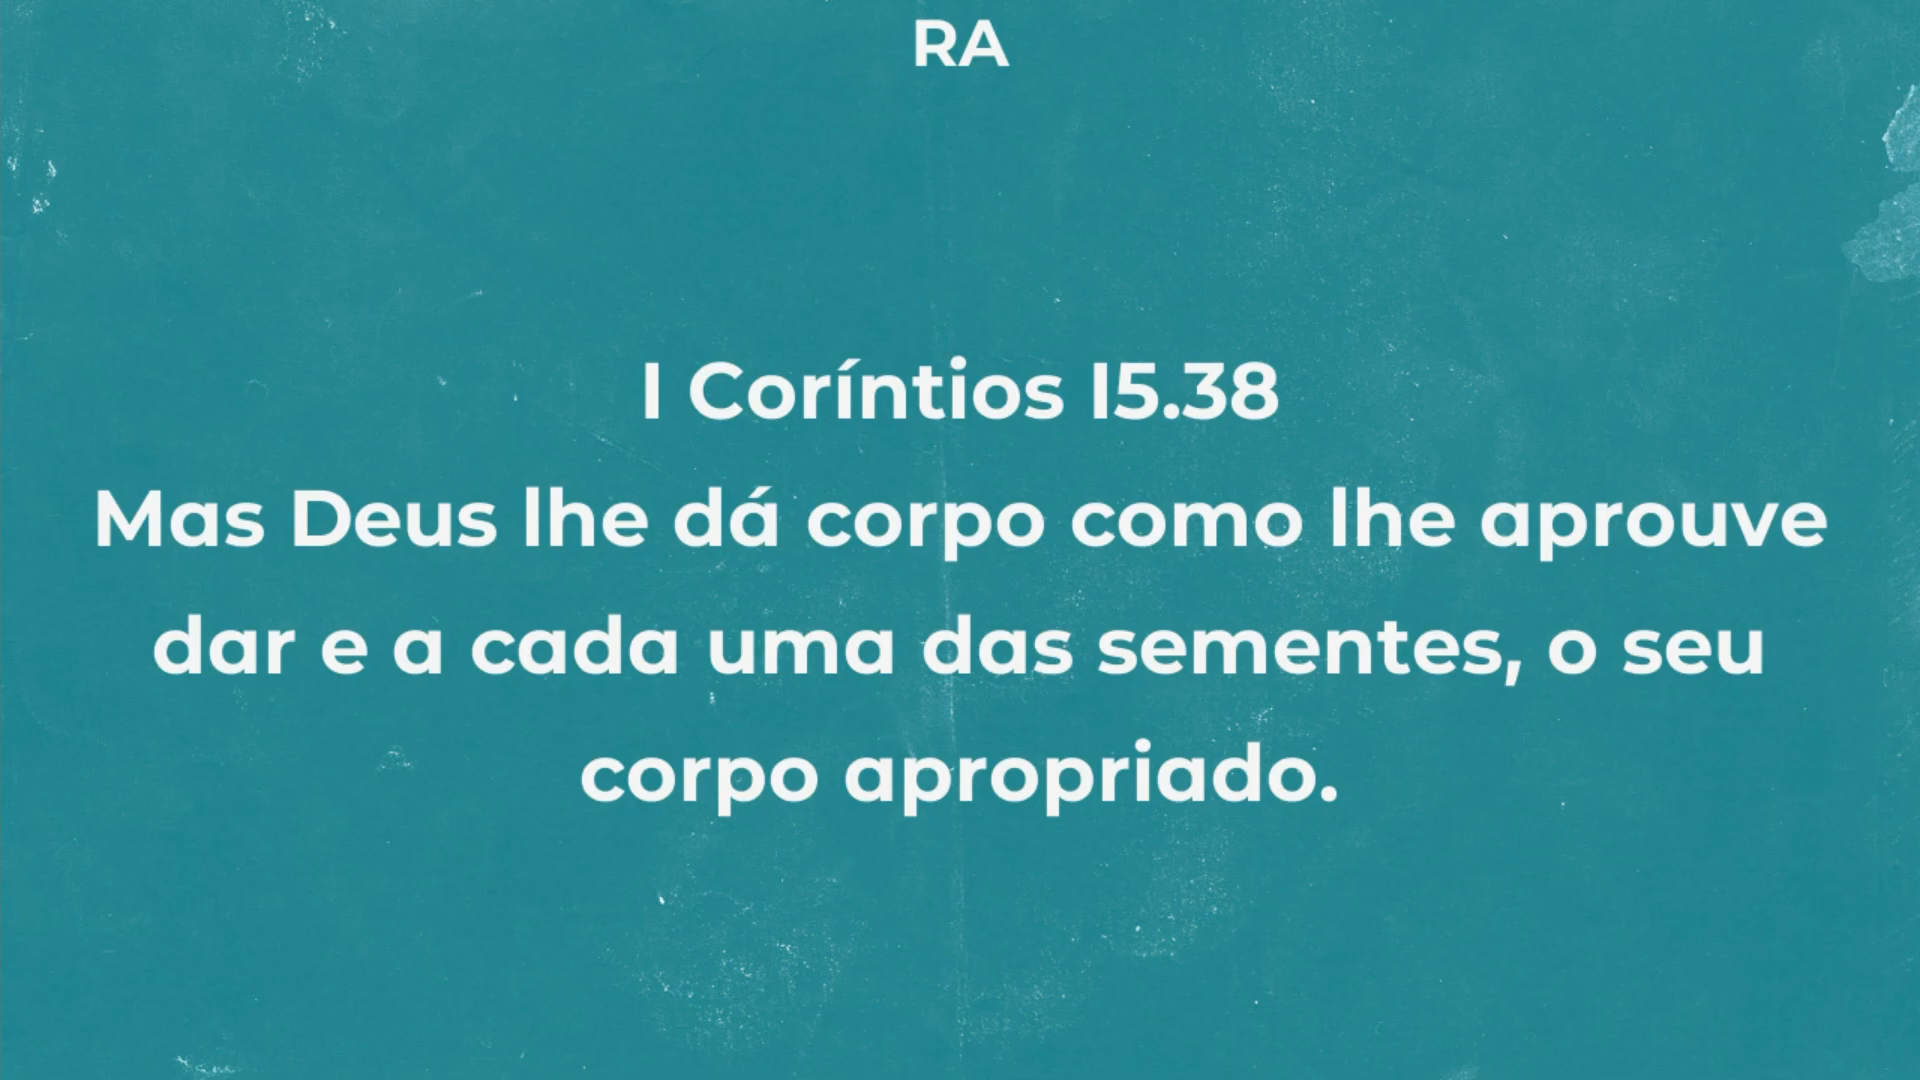 RA
I Coríntios I5.38
Mas Deus lhe dá corpo como lhe aprouve
dar e a cada uma das sementes, o seu
corpo apropriado.